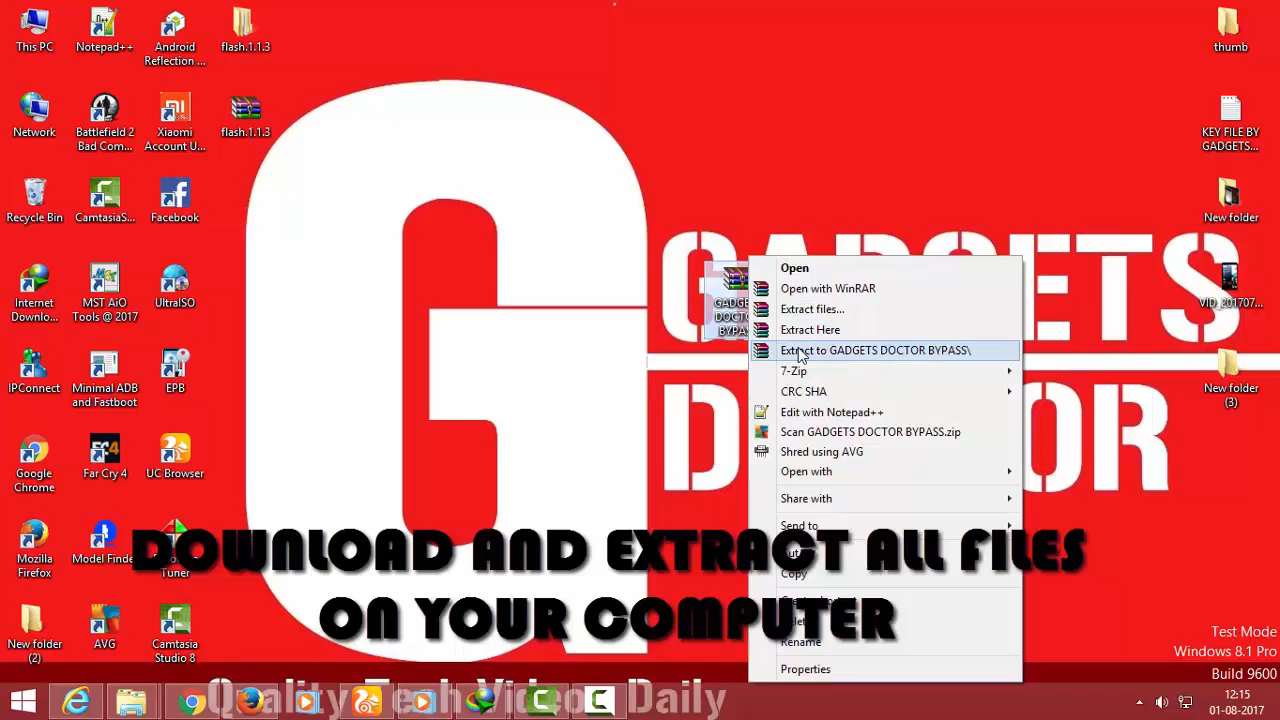 This PC
Notepad++
Android
Reflection ...
flash.1.1.3
thumb
Network
Battlefield 2
Bad Com...
Xiaomi
Account U...
flash.1.1.3
KEY FILE BY
GADGETS...
Recycle Bin
CamtasiaS...
Facebook
New folder
GADGETS
DOCTOR
Internet
Downlo...
MST AiO
Tools @ 2017
UltraISO
VID_201707...
IPConnect
Minimal ADB
and Fastboot
EPB
New folder
(3)
Google
Chrome
Far Cry 4
UC Browser
Mozilla
Firefox
Model Finde
Tuner
New folder
(2)
AVG
Camtasia
Studio 8
Open
Open with WinRAR
Extract files...
Extract Here
Extract to GADGETS DOCTOR BYPASS\
7-Zip
CRC SHA
Edit with Notepad++
Scan GADGETS DOCTOR BYPASS.zip
Shred using AVG
Open with
Share with
Send to
Copy
Rename
Properties
DOWNLOAD AND EXTRACT ALL FILES
ON YOUR COMPUTER
Test Mode
Windows 8.1 Pro
Build 9600
Quality Tech Videos Daily
12:15
01-08-2017